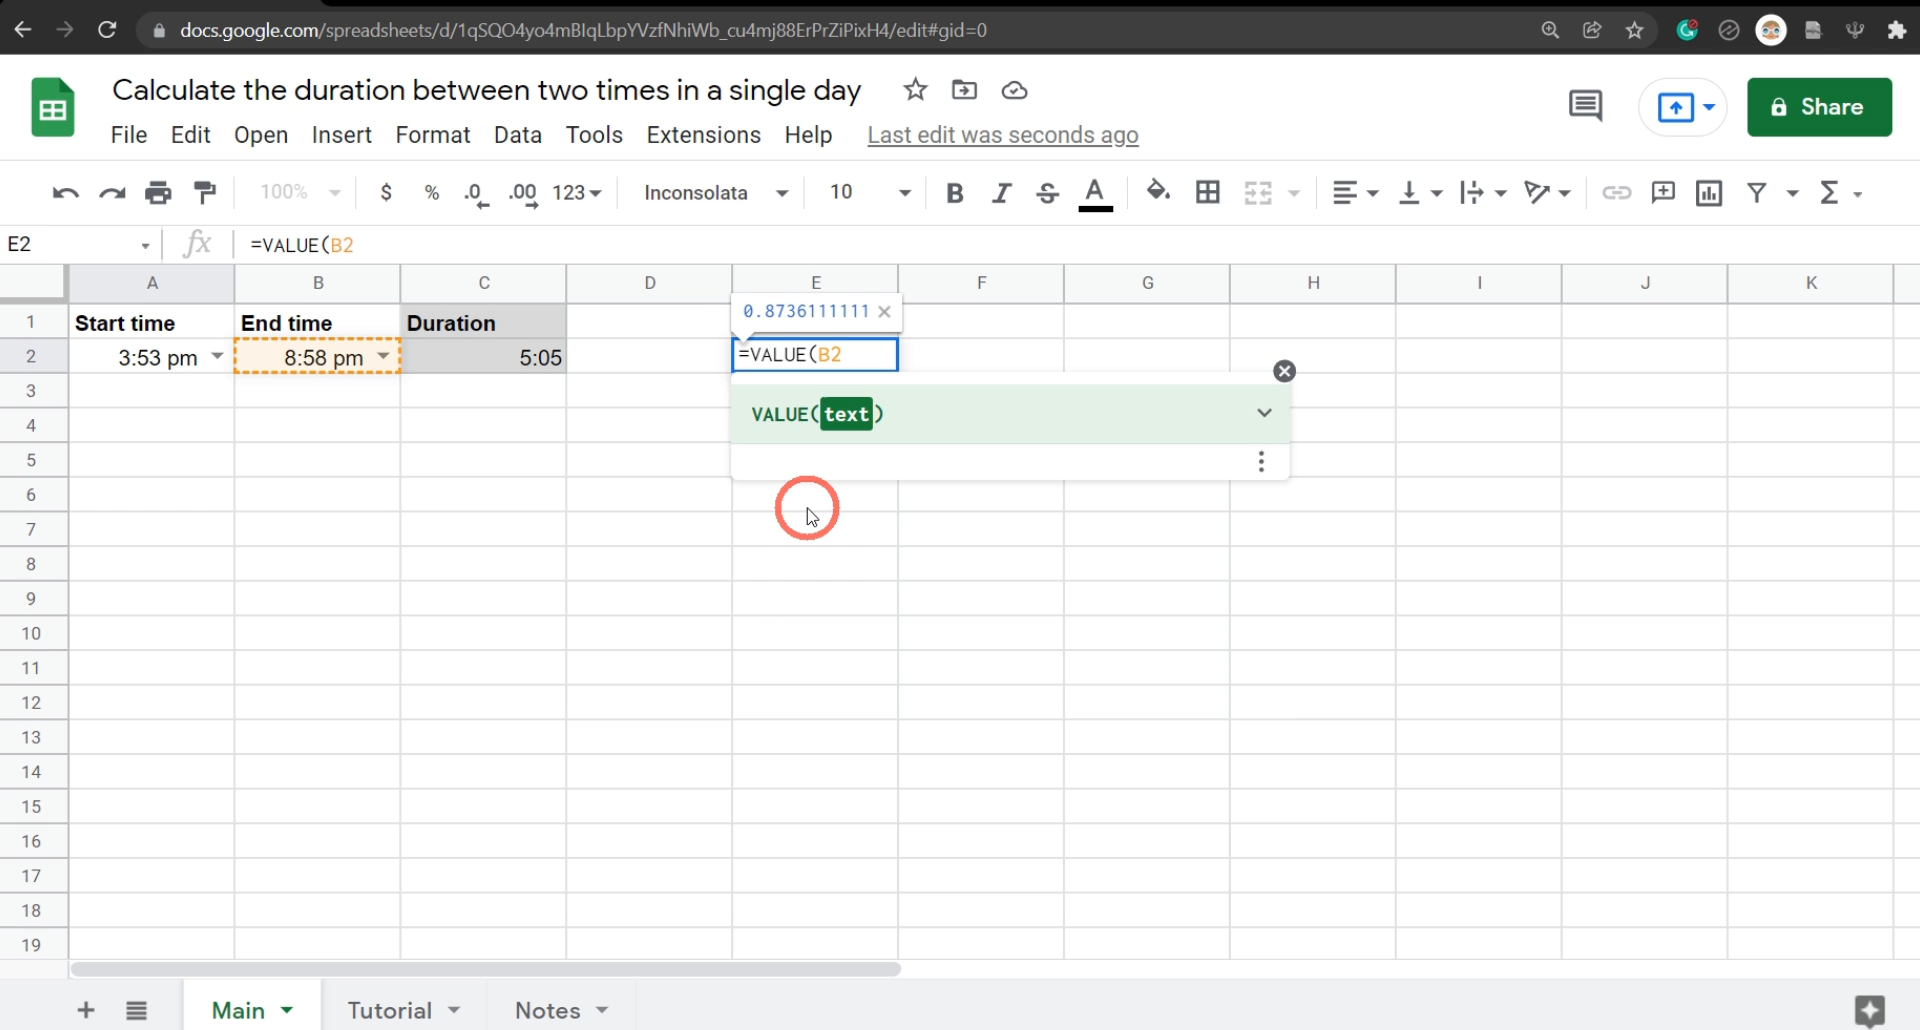 docs.google.com/spreadsheets/d/1qSQO4yo4mBlqLbpYVzfNhiWb_cu4mj88ErPrZiPixH4/edit#gid=0
Calculate the duration between two times in a single day
Share
File Edit Open Insert Format Data Tools Extensions Help Last edit was seconds ago
100% $ % .0 .00 123 Inconsolata 10 B I S A Σ
E2 fx =VALUE(B2
A B C D E F G H I J K
0.8736111111 ×
1 Start time End time Duration
2 3:53 pm 8:58 pm 5:05 =VALUE(B2
3
VALUE(text)
4
5
6
7
8
9
10
11
12
13
14
15
16
17
18
19
+ Main Tutorial Notes